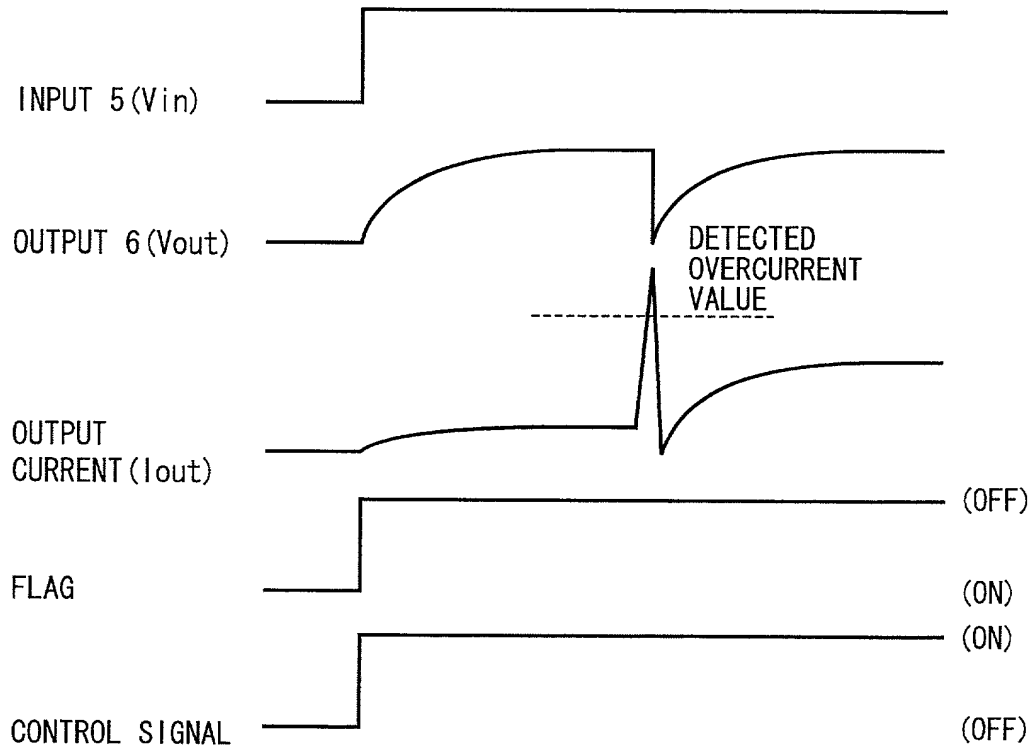 INPUT 5(Vin)
OUTPUT 6(Vout)
DETECTED
OVERCURRENT
VALUE
OUTPUT
CURRENT(Iout)
(OFF)
FLAG
(ON)
(ON)
CONTROL SIGNAL
(OFF)